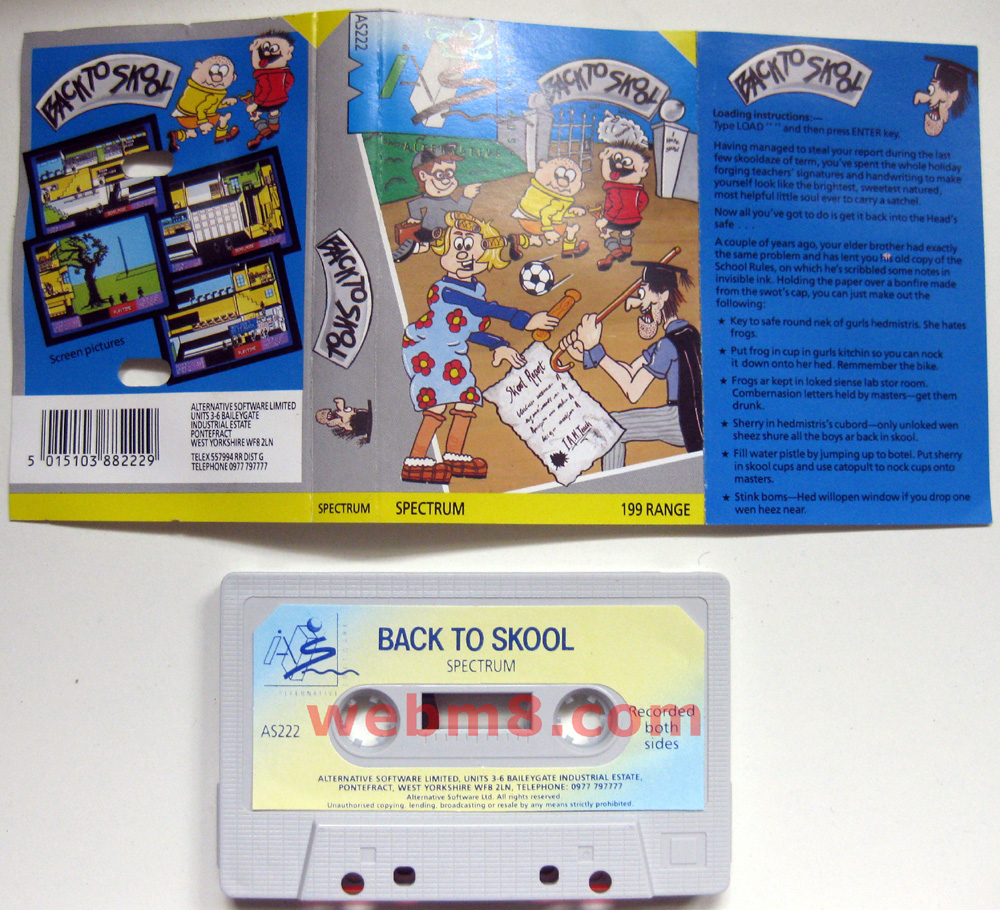 BACK TO SKOOL
Screen pictures
5 015103 882229
ALTERNATIVE SOFTWARE LIMITED
UNITS 3-6 BAILEYGATE
INDUSTRIAL ESTATE
PONTEFRACT
WEST YORKSHIRE WF8 2LN
TELEX 557994 RR DIST G
TELEPHONE 0977 797777
AS222
BACK TO SKOOL
SPECTRUM
ALTERNATIVE
BACK TO SKOOL
Skool Report
I.A.M. Teach
SPECTRUM
199 RANGE
BACK TO SKOOL
Loading instructions:—
Type LOAD "" and then press ENTER key.
Having managed to steal your report during the last
few skooldaze of term, you've spent the whole holiday
forging teachers' signatures and handwriting to make
yourself look like the brightest, sweetest natured,
most helpful little soul ever to carry a satchel.
Now all you've got to do is get it back into the Head's
safe . . .
A couple of years ago, your elder brother had exactly
the same problem and has lent you his old copy of the
School Rules, on which he's scribbled some notes in
invisible ink. Holding the paper over a bonfire made
from the swot's cap, you can just make out the
following:
★ Key to safe round nek of gurls hedmistris. She hates
frogs.
★ Put frog in cup in gurls kitchin so you can nock
it down onto her hed. Remmember the bike.
★ Frogs ar kept in loked siense lab stor room.
Combernasion letters held by masters—get them
drunk.
★ Sherry in hedmistris's cubord—only unloked wen
sheez shure all the boys ar back in skool.
★ Fill water pistle by jumping up to botel. Put sherry
in skool cups and use catopult to nock cups onto
masters.
★ Stink boms—Hed willopen window if you drop one
wen heez near.
BACK TO SKOOL
SPECTRUM
ALTERNATIVE
webm8.com
AS222
Recorded
both
sides
ALTERNATIVE SOFTWARE LIMITED, UNITS 3-6 BAILEYGATE INDUSTRIAL ESTATE,
PONTEFRACT, WEST YORKSHIRE WF8 2LN, TELEPHONE: 0977 797777
Alternative Software Ltd. All rights reserved.
Unauthorised copying, lending, broadcasting or resale by any means strictly prohibited.